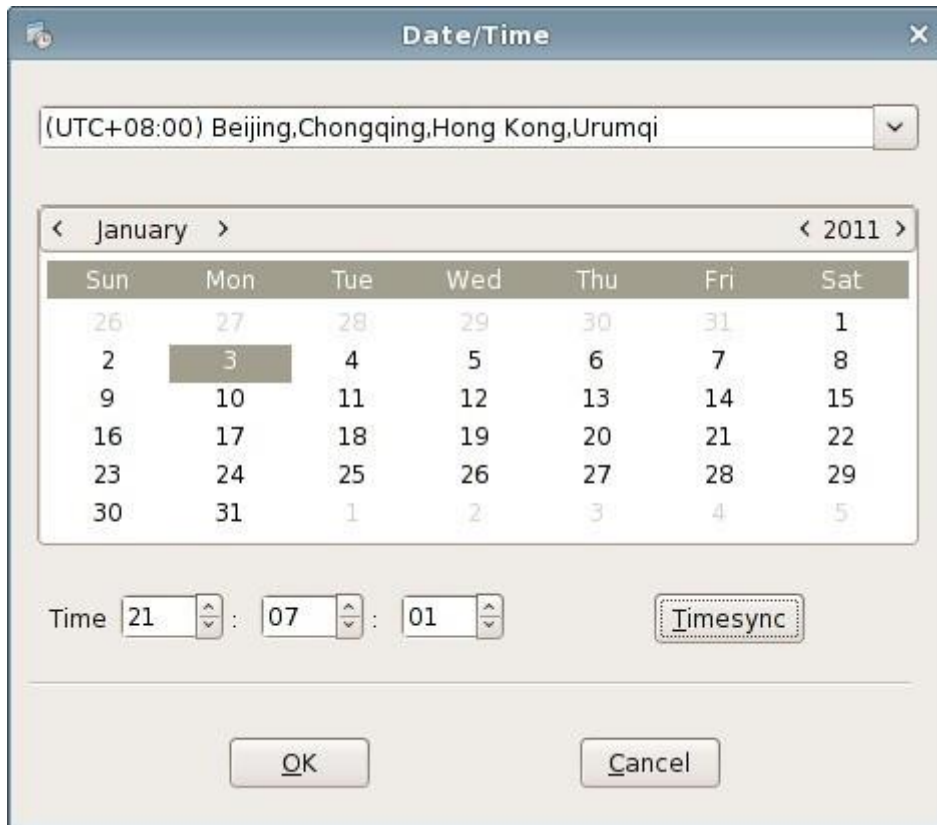 Date/Time
(UTC+08:00) Beijing,Chongqing,Hong Kong,Urumqi
January 2011
Sun Mon Tue Wed Thu Fri Sat
26 27 28 29 30 31 1
2 3 4 5 6 7 8
9 10 11 12 13 14 15
16 17 18 19 20 21 22
23 24 25 26 27 28 29
30 31 1 2 3 4 5
Time 21 : 07 : 01 Timesync
OK Cancel